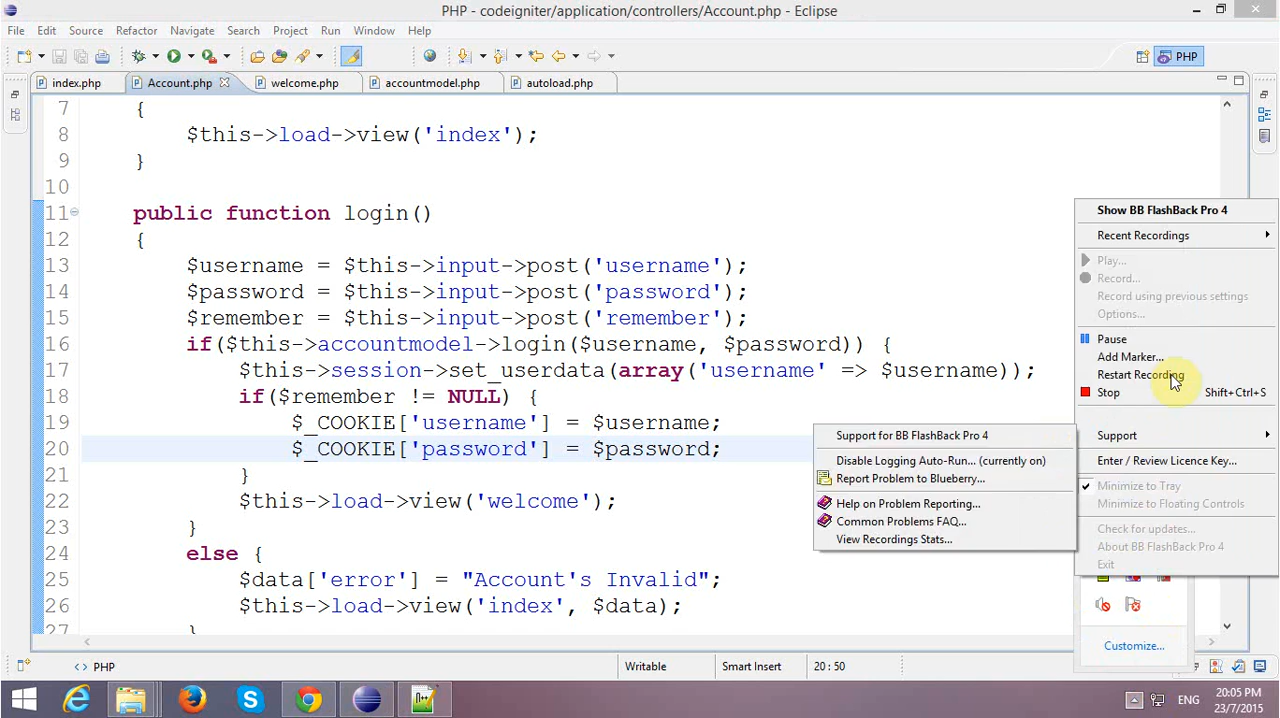 PHP - codeigniter/application/controllers/Account.php - Eclipse
File Edit Source Refactor Navigate Search Project Run Window Help
PHP
index.php Account.php welcome.php accountmodel.php autoload.php
7 {
8 $this->load->view('index');
9 }
10
11 public function login()
12 {
13 $username = $this->input->post('username');
14 $password = $this->input->post('password');
15 $remember = $this->input->post('remember');
16 if($this->accountmodel->login($username, $password)) {
17 $this->session->set_userdata(array('username' => $username));
18 if($remember != NULL) {
19 $_COOKIE['username'] = $username;
20 $_COOKIE['password'] = $password;
21 }
22 $this->load->view('welcome');
23 }
24 else {
25 $data['error'] = "Account's Invalid";
26 $this->load->view('index', $data);
27 }
Show BB FlashBack Pro 4
Recent Recordings
Play...
Record...
Record using previous settings
Options...
Pause
Add Marker...
Restart Recording
Stop Shift+Ctrl+S
Support
Enter / Review Licence Key...
Minimize to Tray
Minimize to Floating Controls
Check for updates...
About BB FlashBack Pro 4
Exit
Support for BB FlashBack Pro 4
Disable Logging Auto-Run... (currently on)
Report Problem to Blueberry...
Help on Problem Reporting...
Common Problems FAQ...
View Recordings Stats...
Customize...
<> PHP Writable Smart Insert 20 : 50
ENG
20:05 PM
23/7/2015